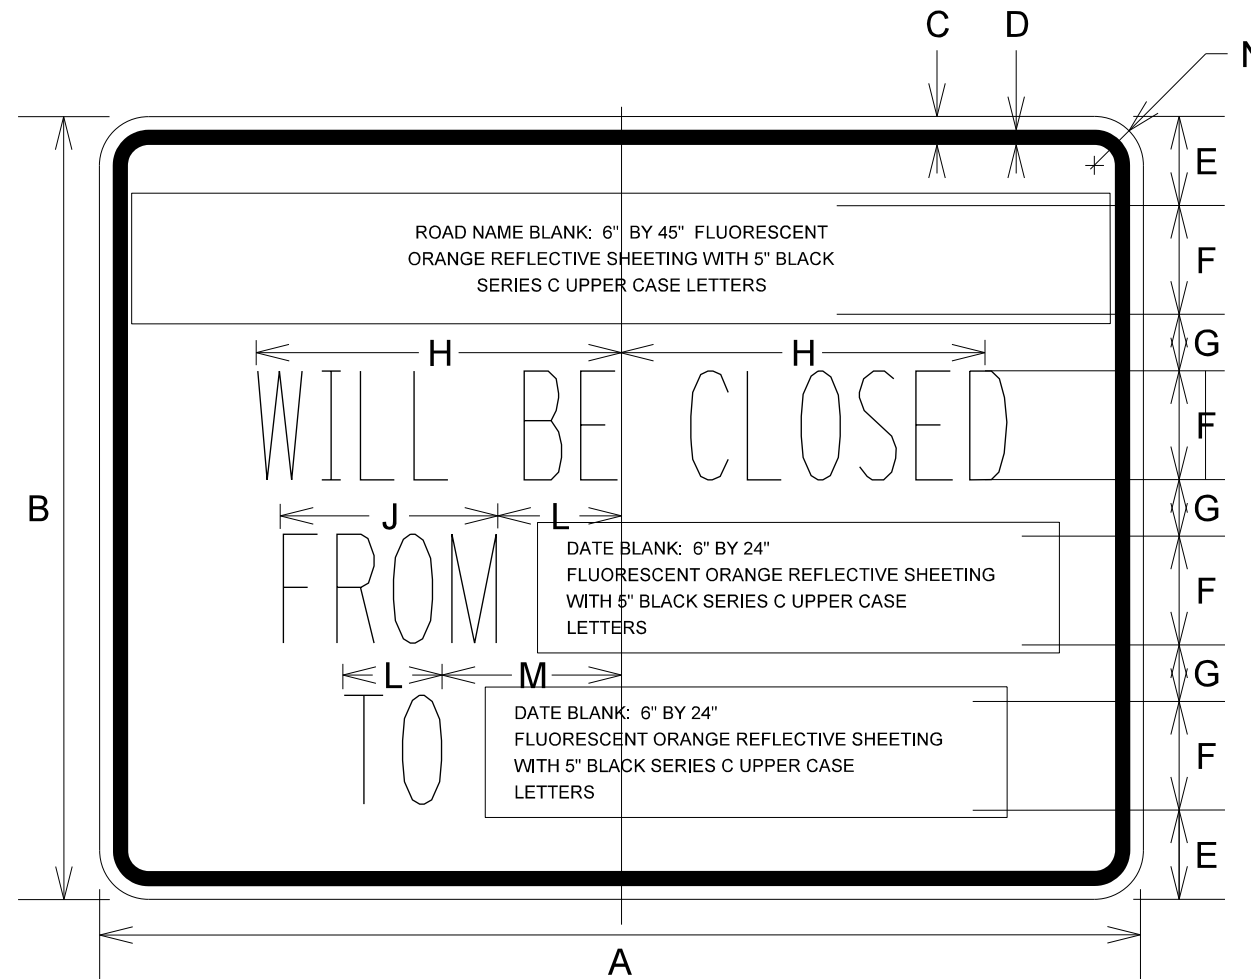 C D N
E
ROAD NAME BLANK: 6" BY 45" FLUORESCENT
ORANGE REFLECTIVE SHEETING WITH 5" BLACK
SERIES C UPPER CASE LETTERS
F
H H G
WILL BE CLOSED
F
B
J L G
FROM
DATE BLANK: 6" BY 24"
FLUORESCENT ORANGE REFLECTIVE SHEETING
WITH 5" BLACK SERIES C UPPER CASE
LETTERS
F
L M G
TO
DATE BLANK: 6" BY 24"
FLUORESCENT ORANGE REFLECTIVE SHEETING
WITH 5" BLACK SERIES C UPPER CASE
LETTERS
F
E
A